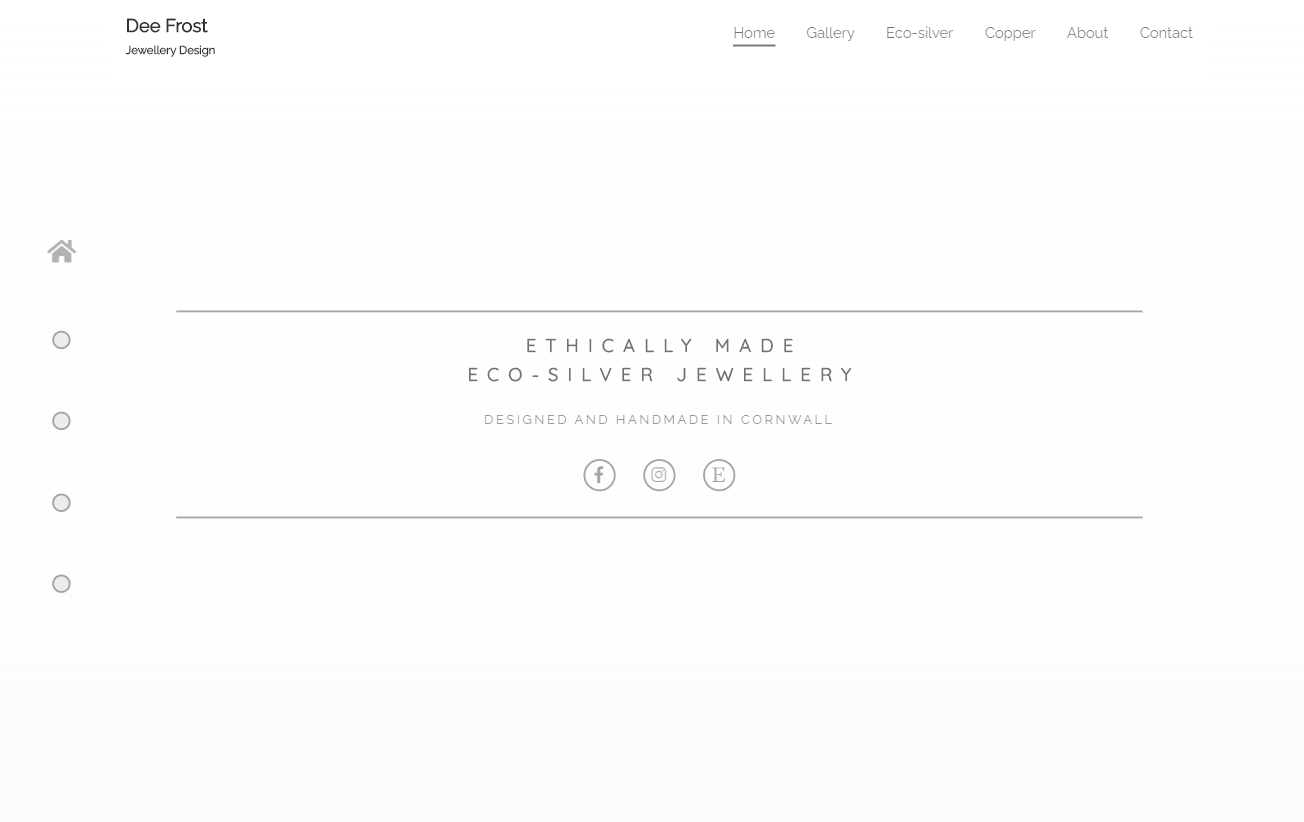 Dee Frost
Jewellery Design
Home Gallery Eco-silver Copper About Contact
ETHICALLY MADE
ECO-SILVER JEWELLERY
DESIGNED AND HANDMADE IN CORNWALL
E